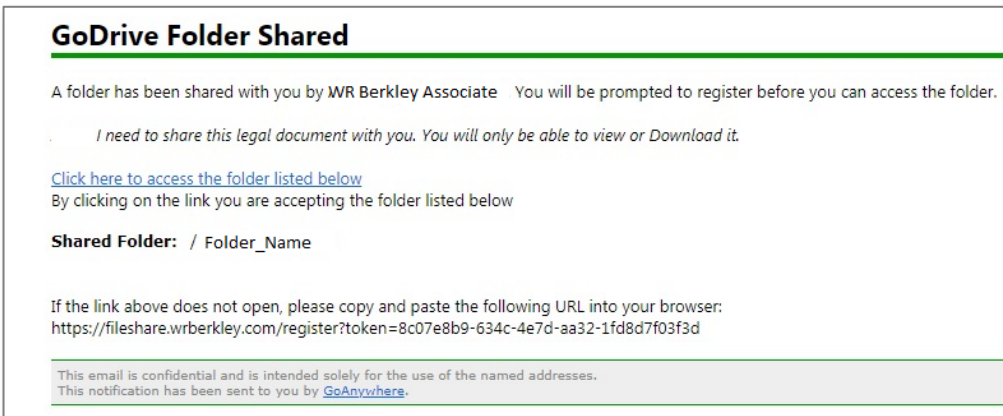 GoDrive Folder Shared
A folder has been shared with you by WR Berkley Associate You will be prompted to register before you can access the folder.
I need to share this legal document with you. You will only be able to view or Download it.
Click here to access the folder listed below
By clicking on the link you are accepting the folder listed below
Shared Folder: / Folder_Name
If the link above does not open, please copy and paste the following URL into your browser:
https://fileshare.wrberkley.com/register?token=8c07e8b9-634c-4e7d-aa32-1fd8d7f03f3d
This email is confidential and is intended solely for the use of the named addresses.
This notification has been sent to you by GoAnywhere.